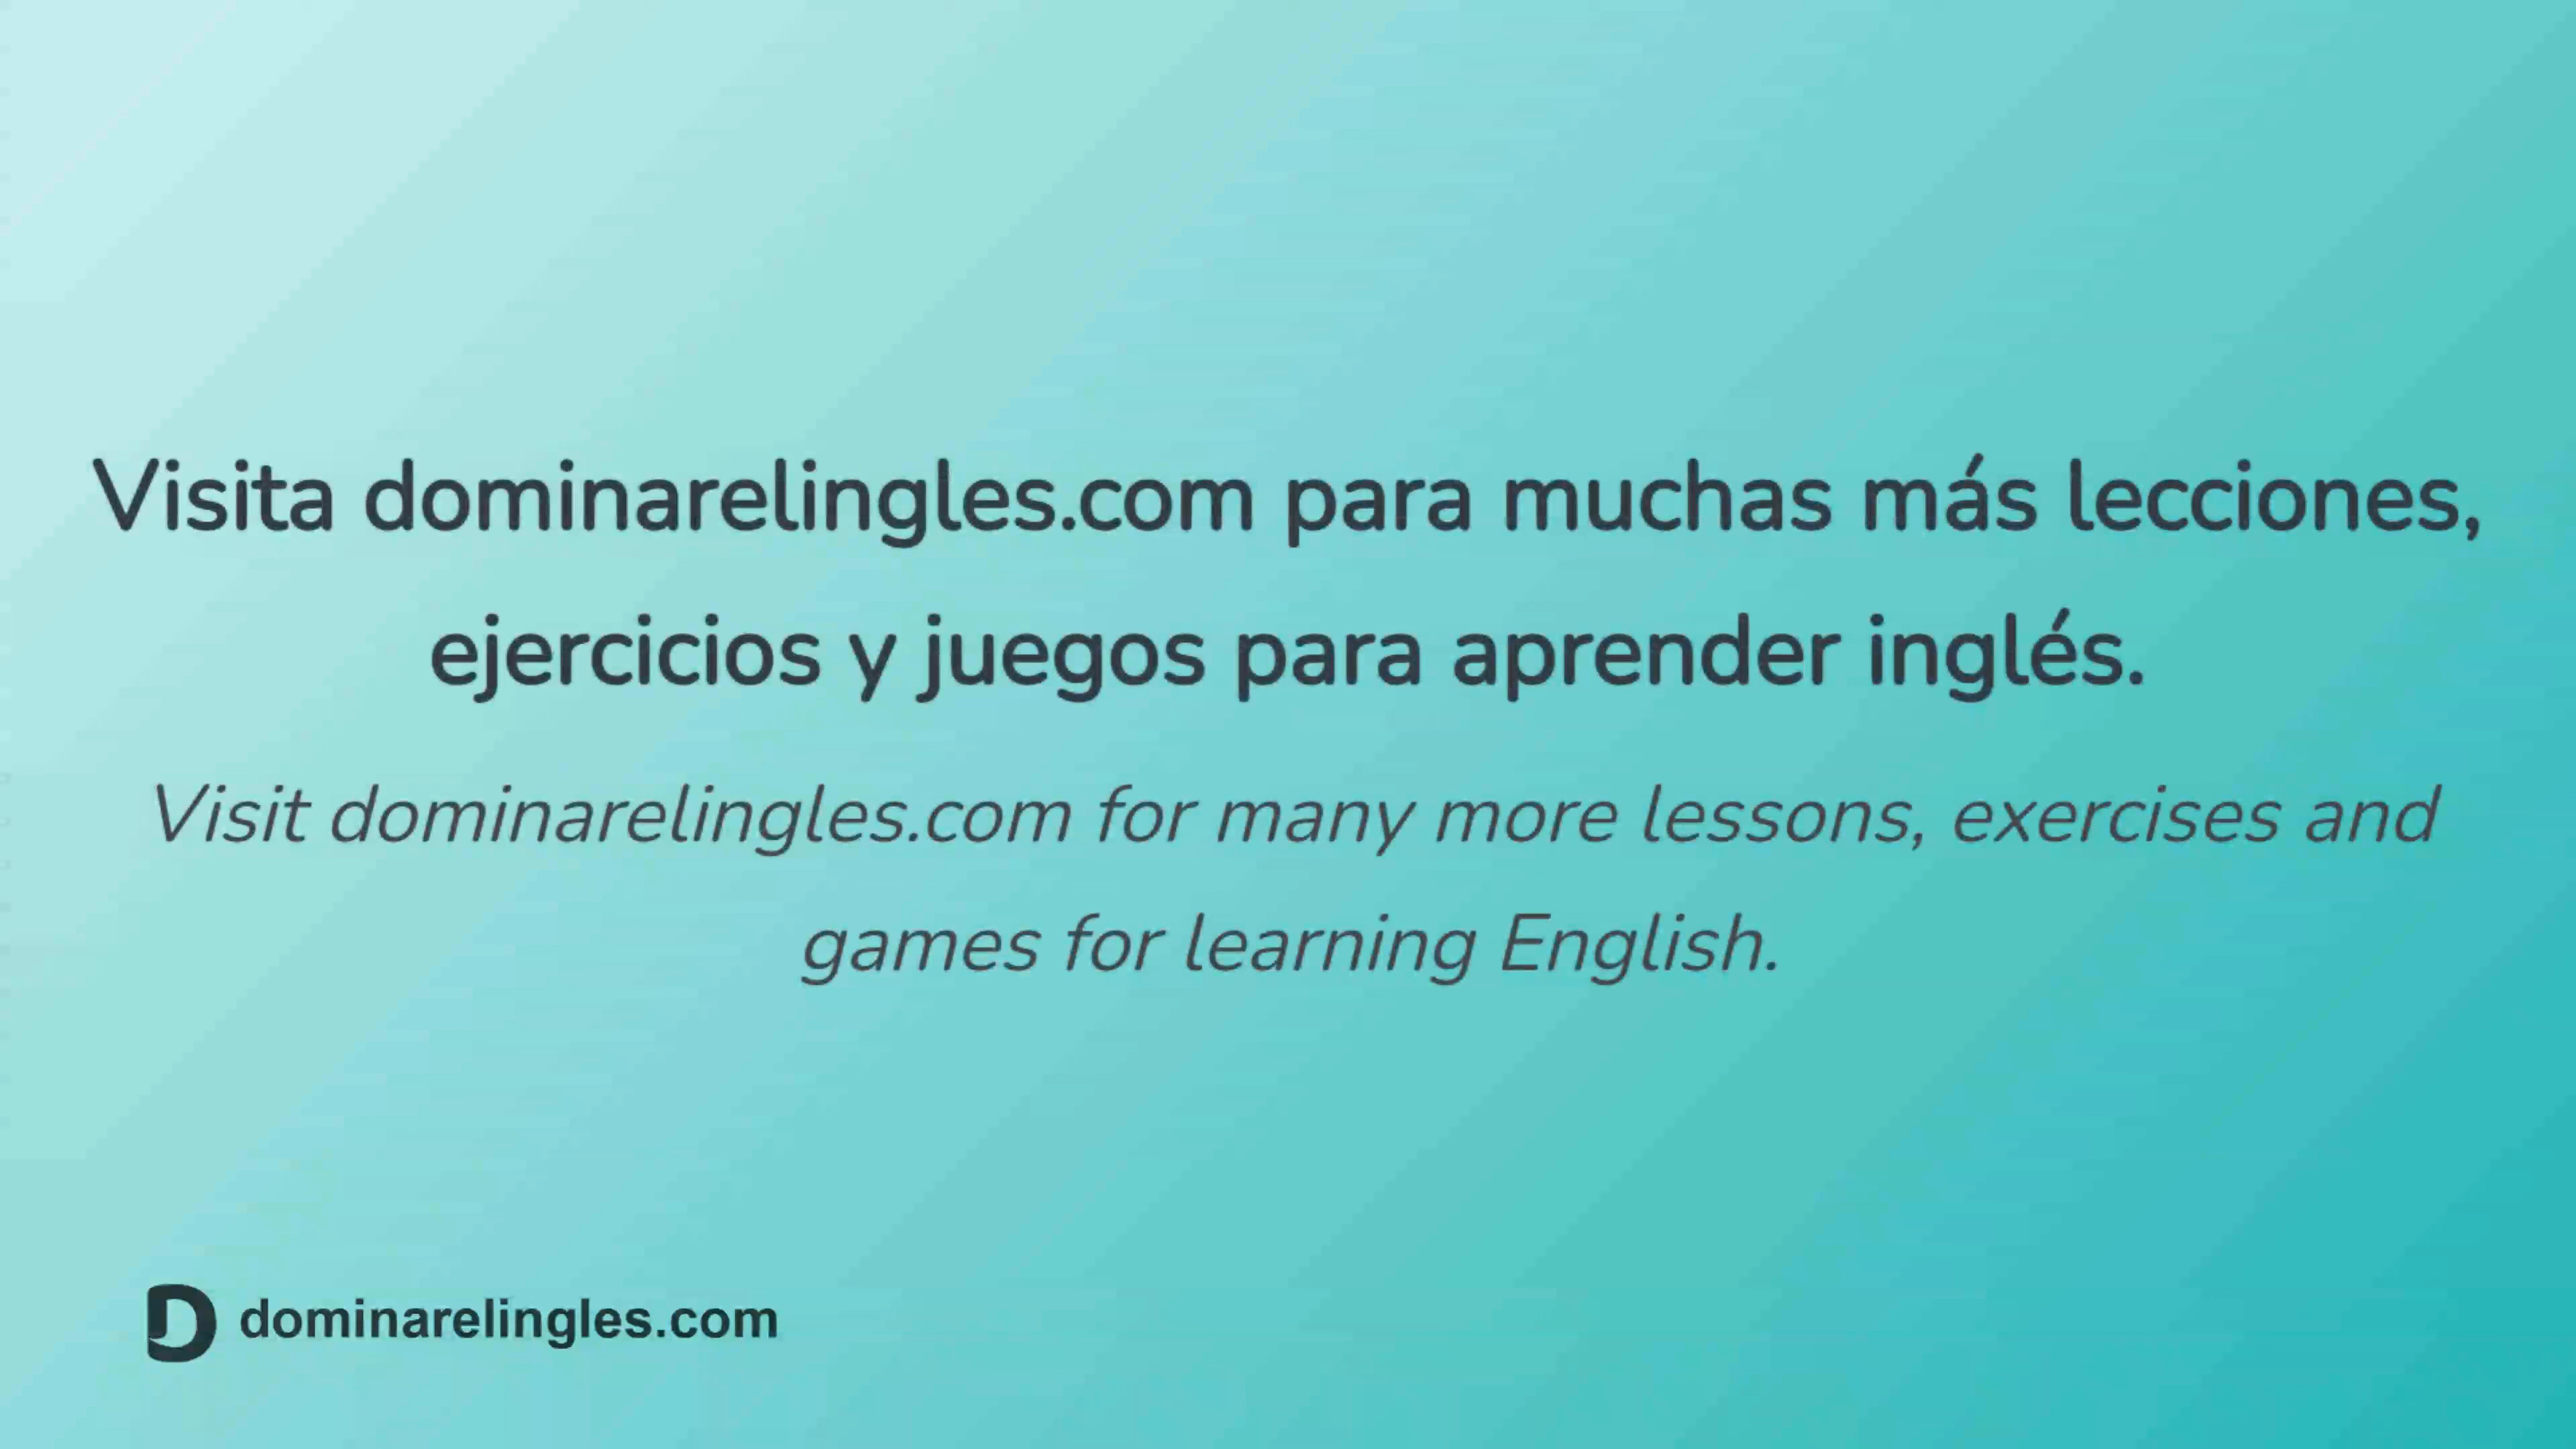 Visita dominarelingles.com para muchas más lecciones,
ejercicios y juegos para aprender inglés.
Visit dominarelingles.com for many more lessons, exercises and
games for learning English.
dominarelingles.com